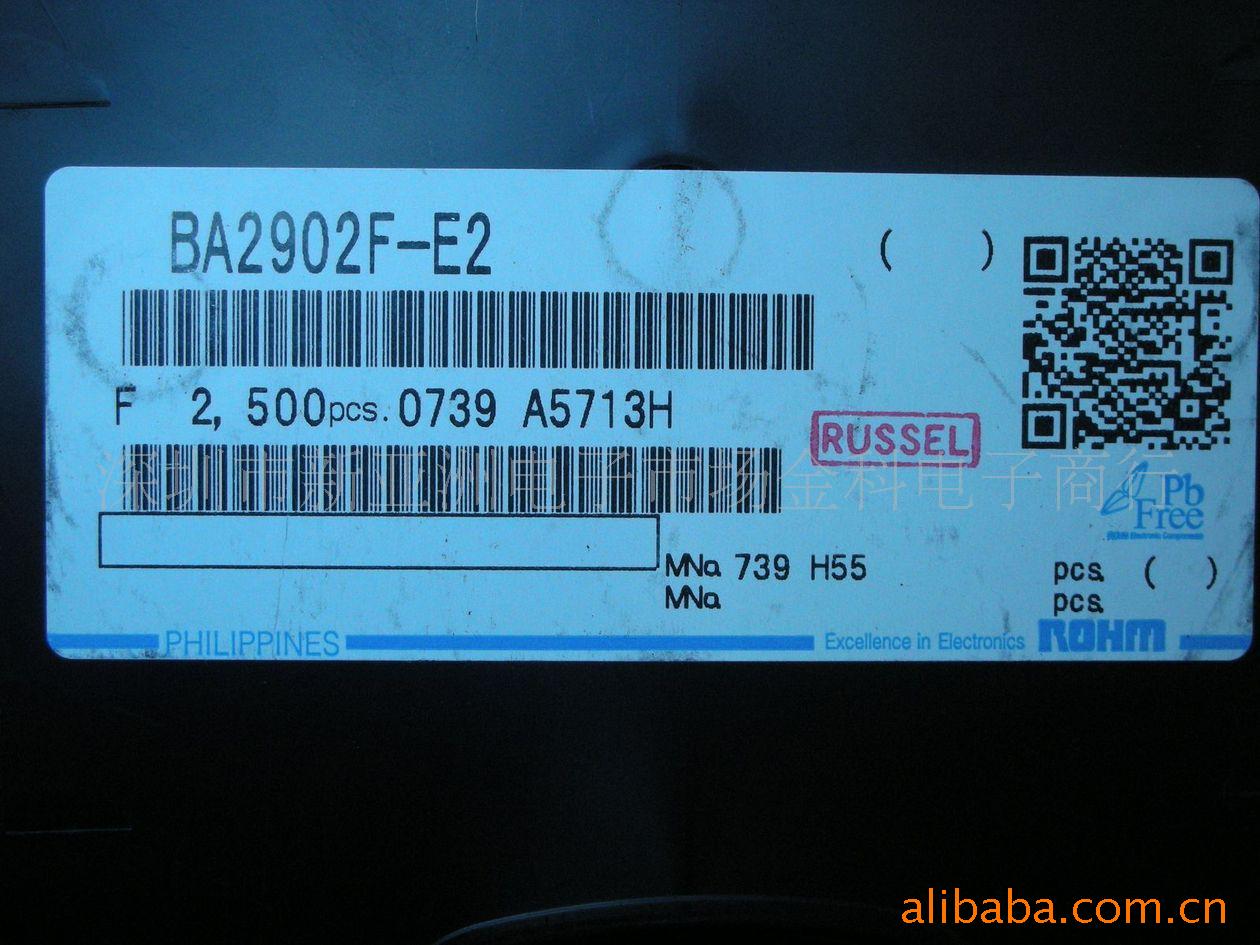 BA2902F-E2 ( )
F 2,500pcs. 0739 A5713H
RUSSEL
深圳市新亚洲电子市场金科电子商行
Pb
Free
MNo. 739 H55 pcs. ( )
MNo. pcs.
PHILIPPINES Excellence in Electronics ROHM
alibaba.com.cn